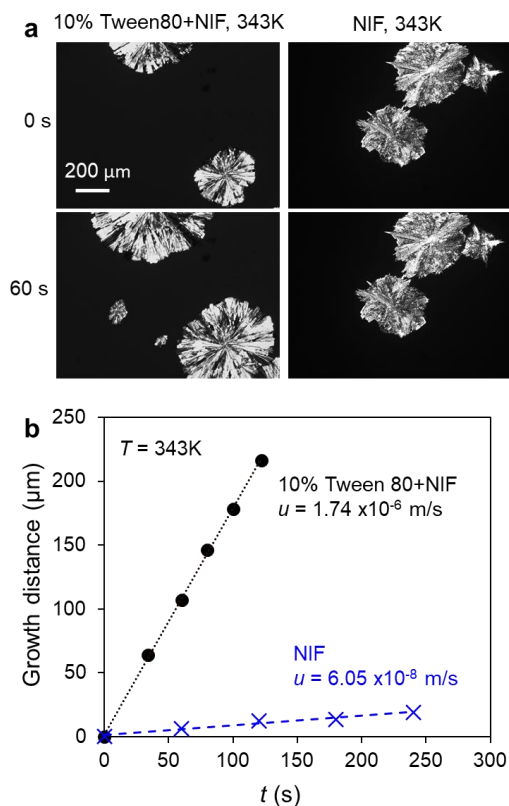 a
10% Tween80+NIF, 343K
NIF, 343K
0 s
200 µm
60 s
b
250
200
150
100
50
0
Growth distance (µm)
T = 343K
10% Tween 80+NIF
u = 1.74 x10⁻⁶ m/s
NIF
u = 6.05 x10⁻⁸ m/s
0 50 100 150 200 250 300
t (s)